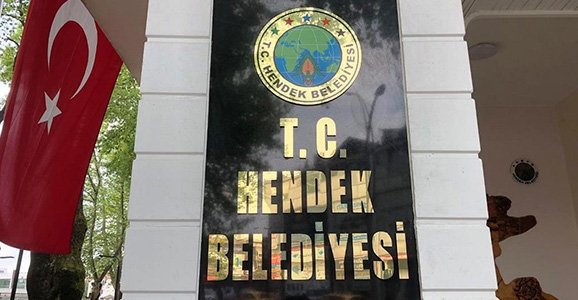 T.C. HENDEK BELEDİYESİ
T. C.
HENDEK
BELEDİYESİ